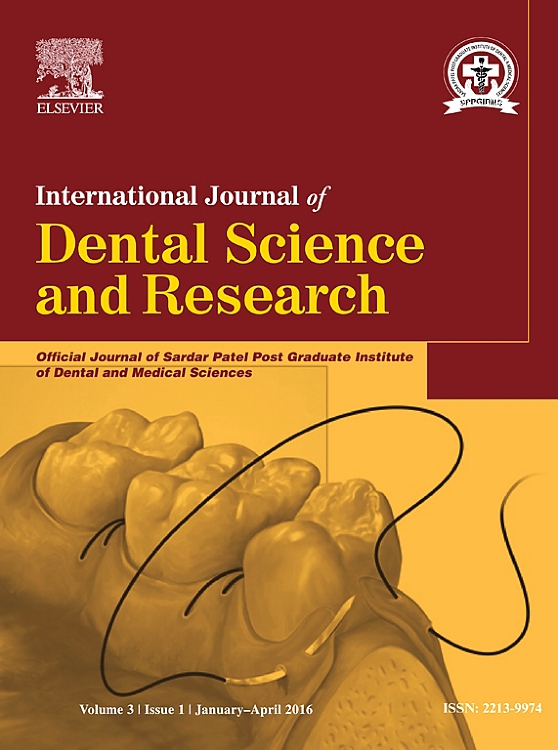 ELSEVIER
SPPGIDMS
International Journal of
Dental Science
and Research
Official Journal of Sardar Patel Post Graduate Institute
of Dental and Medical Sciences
Volume 3 | Issue 1 | January–April 2016
ISSN: 2213-9974